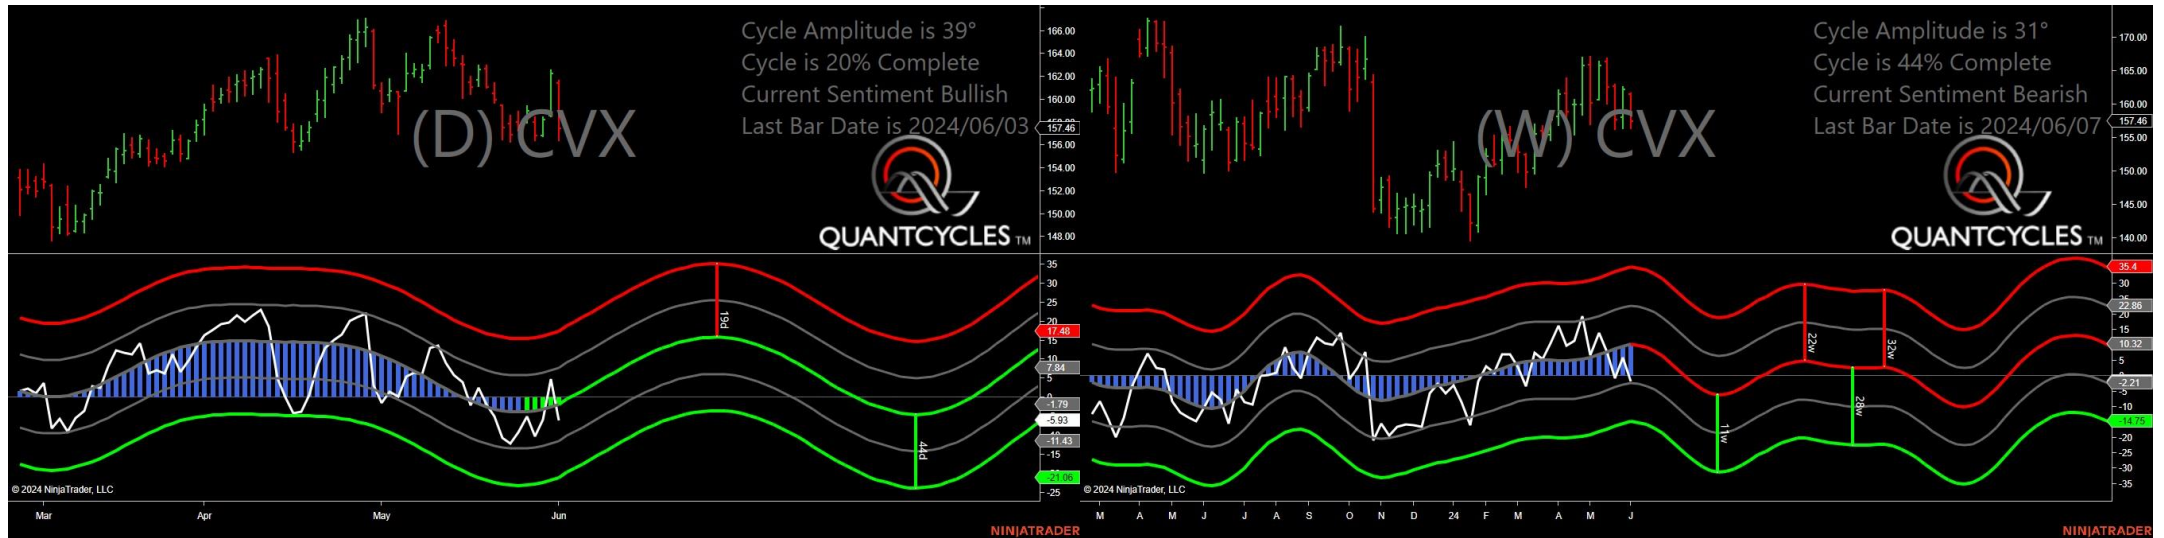 Cycle Amplitude is 39°
Cycle is 20% Complete
Current Sentiment Bullish
Last Bar Date is 2024/06/03
(D) CVX
QUANTCYCLES TM
166.00
164.00
162.00
160.00
157.46
156.00
154.00
152.00
150.00
148.00
35
30
25
20
17.48
15
10
7.84
5
0
-1.79
-5.93
-11.43
-15
-21.06
-25
19d
44d
© 2024 NinjaTrader, LLC
Mar Apr May Jun
NINJATRADER
Cycle Amplitude is 31°
Cycle is 44% Complete
Current Sentiment Bearish
Last Bar Date is 2024/06/07
(W) CVX
QUANTCYCLES TM
170.00
165.00
160.00
157.46
155.00
150.00
145.00
140.00
35.4
30
22.86
20
15
10.32
5
-2.21
-5
-10
-14.75
-20
-25
-30
-35
22w
32w
11w
28w
© 2024 NinjaTrader, LLC
M A M J J A S O N D 24 F M A M J
NINJATRADER